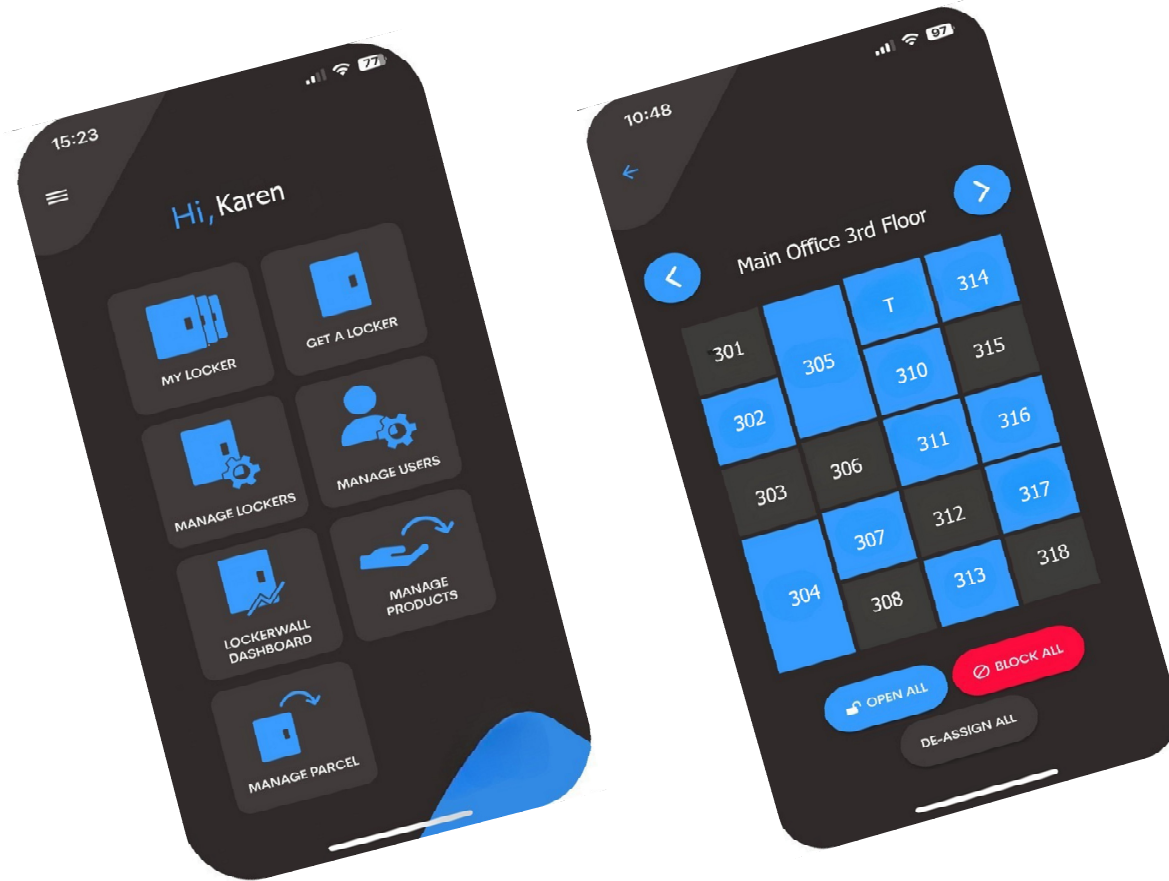 15:23
77
Hi, Karen
MY LOCKER
GET A LOCKER
MANAGE LOCKERS
MANAGE USERS
LOCKERWALL
DASHBOARD
MANAGE
PRODUCTS
MANAGE PARCEL
10:48
97
Main Office 3rd Floor
301
305
T
314
302
310
315
303
306
311
316
304
307
312
317
308
313
318
OPEN ALL
BLOCK ALL
DE-ASSIGN ALL